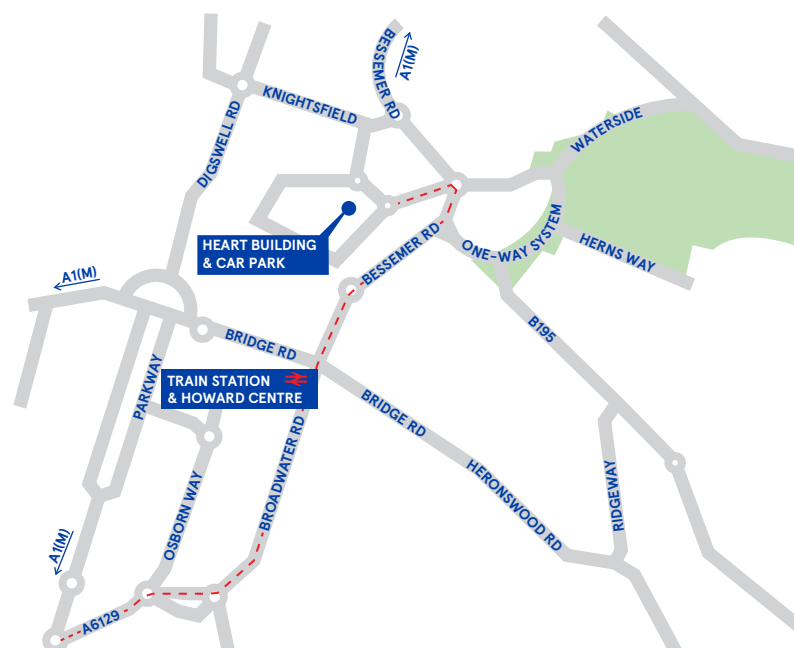 BESSEMER RD
A1(M)
KNIGHTSFIELD
WATERSIDE
DIGSWELL RD
HEART BUILDING
& CAR PARK
BESSEMER RD
ONE-WAY SYSTEM
HERNS WAY
A1(M)
BRIDGE RD
B195
TRAIN STATION
& HOWARD CENTRE
PARKWAY
BRIDGE RD
BROADWATER RD
OSBORN WAY
HERONSWOOD RD
RIDGEWAY
A1(M)
A6129